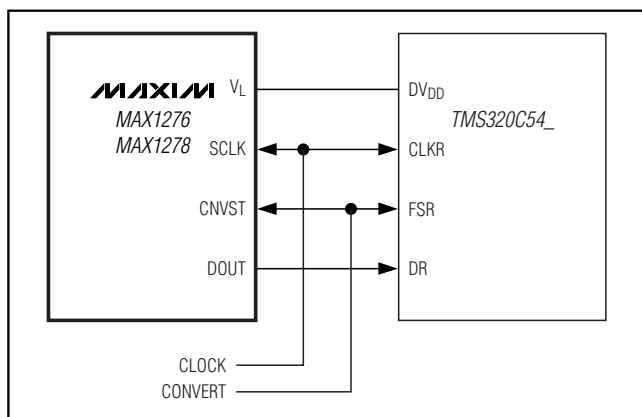 MAXIM
MAX1276
MAX1278
VL
SCLK
CNVST
DOUT
DVDD
TMS320C54_
CLKR
FSR
DR
CLOCK
CONVERT